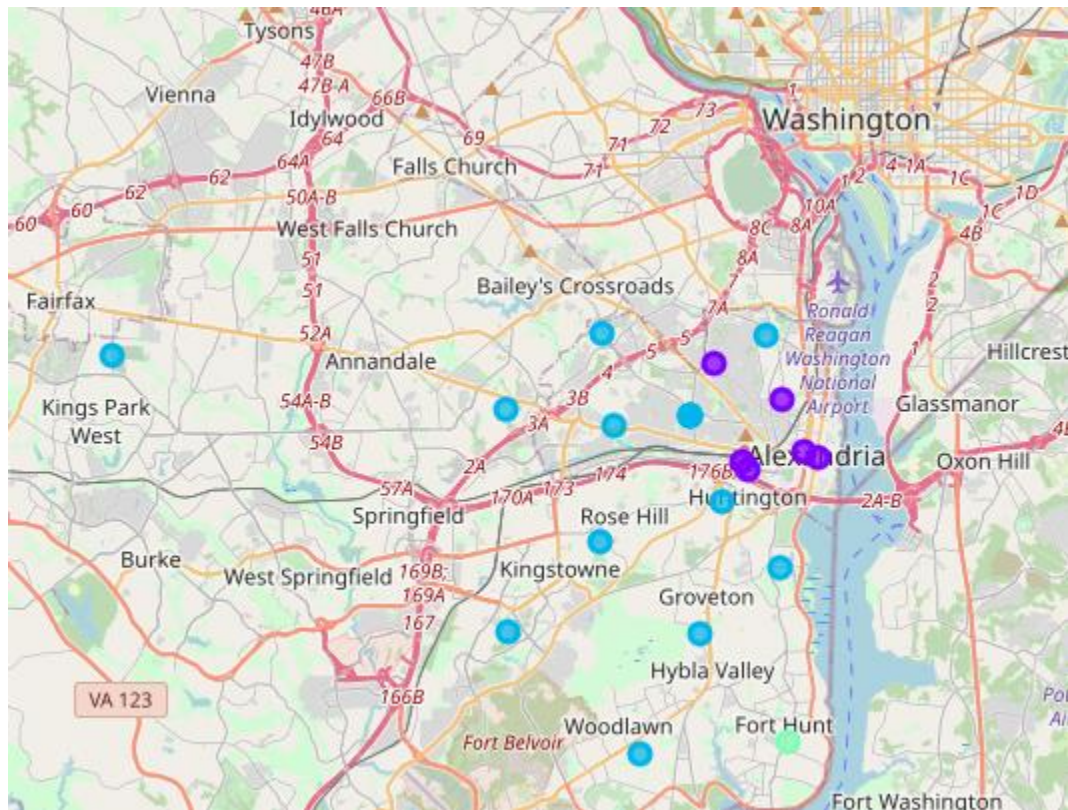 46A
Tysons
47B
47B-A
Vienna
66B
73
1
Idylwood
72
Washington
64
69
71
Falls Church
64A
71
4-1A
62
62
1 2
1C
1D
60
50A-B
10A
1C
60
8C
8A
West Falls Church
4B
51
8A
2
Bailey's Crossroads
51
7A
2
Fairfax
Ronald
Reagan
Washington
National
Airport
52A
5
5
1
Hillcrest
Annandale
4
Kings Park
West
54A-B
3B
Glassmanor
3A
54B
Alexandria
2A
174
176B
Oxon Hill
57A
173
170A
Huntington
2A-B
Springfield
Rose Hill
Burke
West Springfield
169B;
169A
Kingstowne
Groveton
167
Hybla Valley
VA 123
166B
Woodlawn
Fort Hunt
Fort Belvoir
Fort Washington